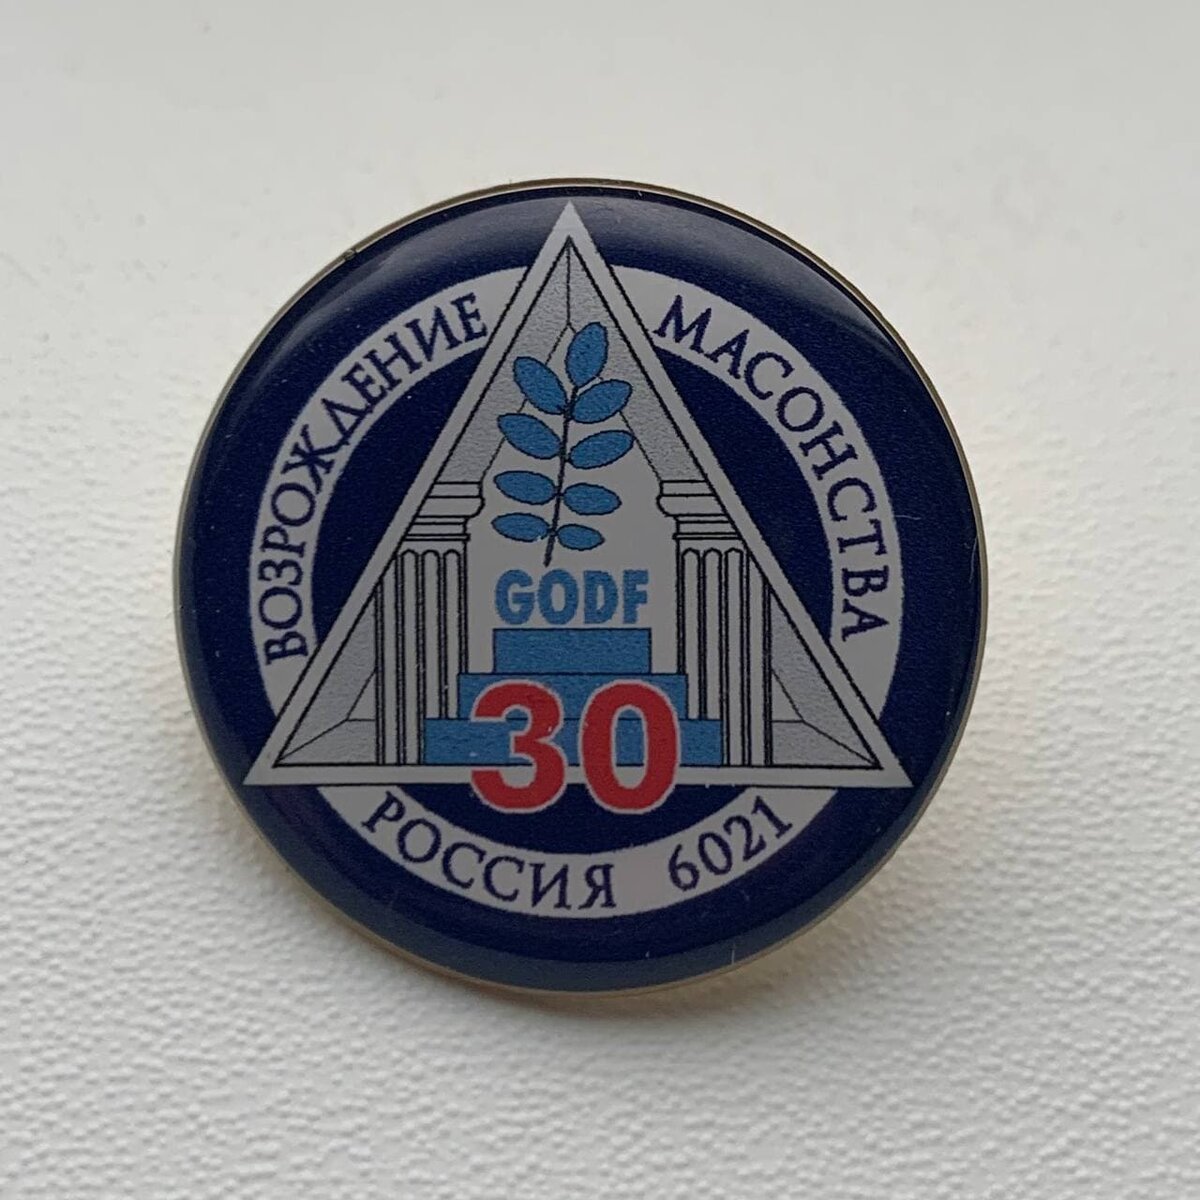 ВОЗРОЖДЕНИЕ МАСОНСТВА
GODF
30
РОССИЯ 6021